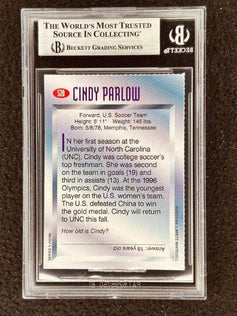 THE WORLD'S MOST TRUSTED
SOURCE IN COLLECTING™
BECKETT GRADING SERVICES
BECKETT
528 CINDY PARLOW
Forward, U.S. Soccer Team
Height: 5' 11" Weight: 145 lbs.
Born: 5/8/78, Memphis, Tennessee
IN her first season at the
University of North Carolina
(UNC), Cindy was college soccer's
top freshman. She was second
on the team in goals (19) and
third in assists (13). At the 1996
Olympics, Cindy was the youngest
player on the U.S. women's team.
The U.S. defeated China to win
the gold medal. Cindy will return
to UNC this fall.
How old is Cindy?
Answer: 18 years old